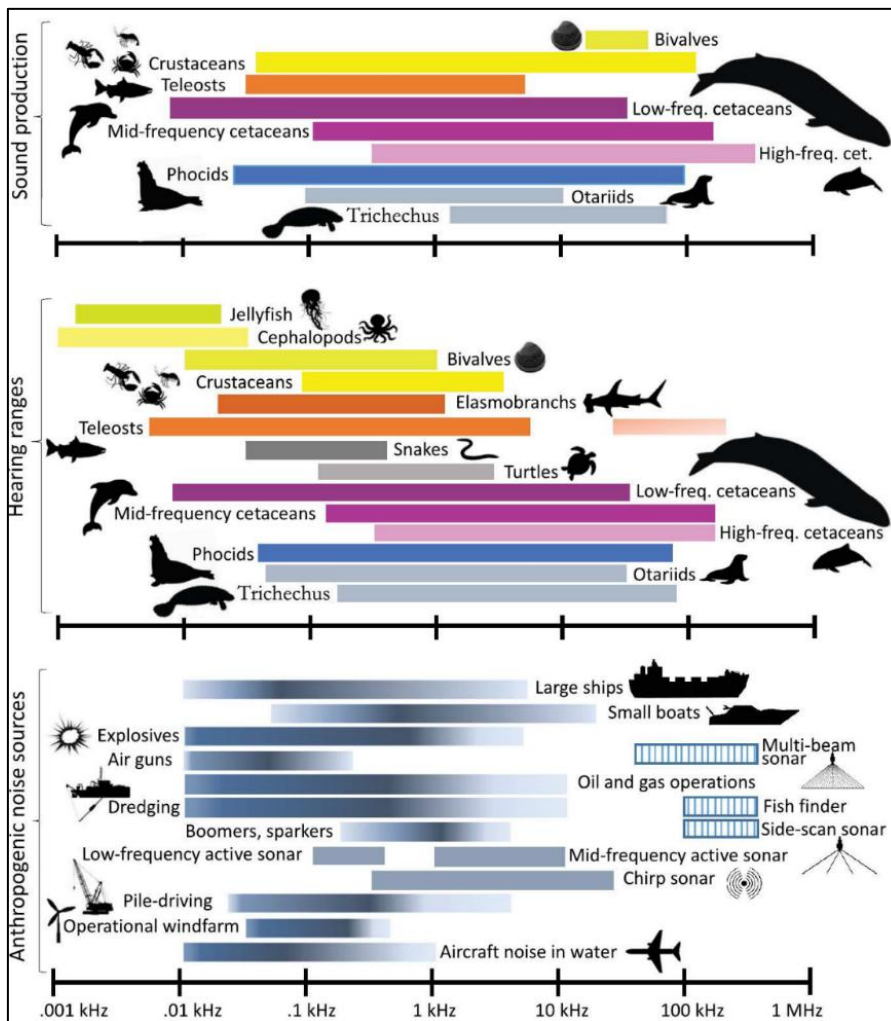 Sound production
Bivalves
Crustaceans
Teleosts
Low-freq. cetaceans
Mid-frequency cetaceans
High-freq. cet.
Phocids
Otariids
Trichechus
Hearing ranges
Jellyfish
Cephalopods
Bivalves
Crustaceans
Elasmobranchs
Teleosts
Snakes
Turtles
Low-freq. cetaceans
Mid-frequency cetaceans
High-freq. cetaceans
Phocids
Otariids
Trichechus
Anthropogenic noise sources
Large ships
Small boats
Explosives
Multi-beam
sonar
Air guns
Oil and gas operations
Dredging
Fish finder
Boomers, sparkers
Side-scan sonar
Low-frequency active sonar
Mid-frequency active sonar
Chirp sonar
Pile-driving
Operational windfarm
Aircraft noise in water
.001 kHz .01 kHz .1 kHz 1 kHz 10 kHz 100 kHz 1 MHz